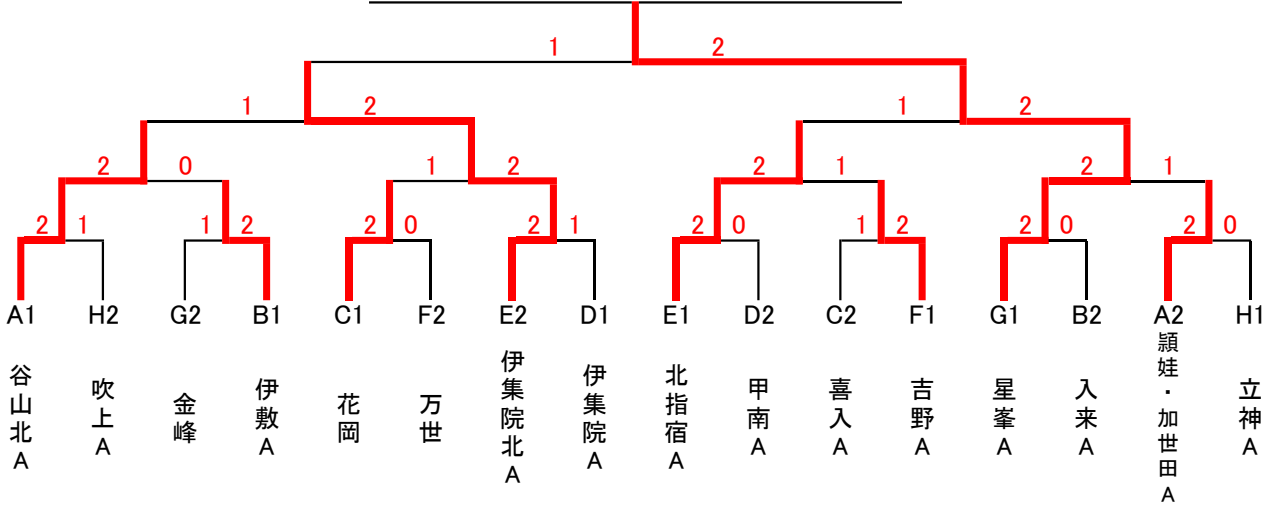 1 2
1 2 1 2
2 0 1 2 2 1 2 1
2 1 1 2 2 0 2 1 2 0 1 2 2 0 2 0
A1 H2 G2 B1 C1 F2 E2 D1 E1 D2 C2 F1 G1 B2 A2 H1
谷山北A
吹上A
金峰
伊敷A
花岡
万世
伊集院北A
伊集院A
北指宿A
甲南A
喜入A
吉野A
星峯A
入来A
頴娃・加世田A
立神A